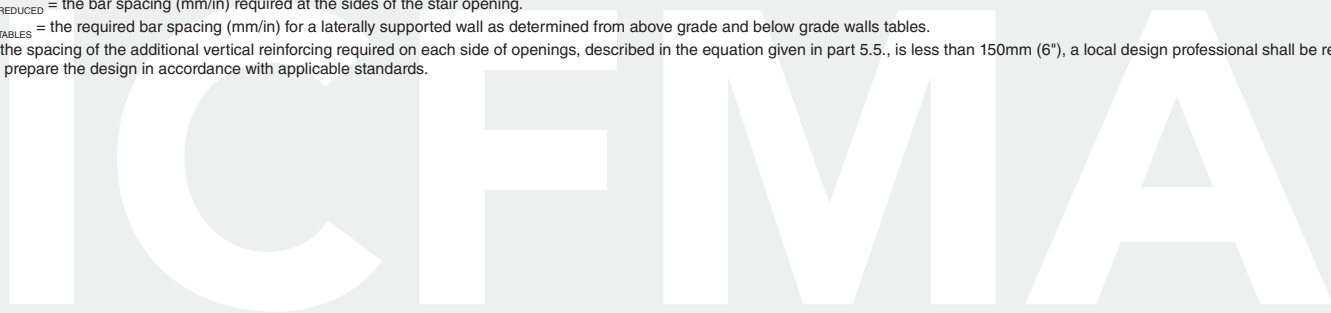 REDUCED = the bar spacing (mm/in) required at the sides of the stair opening.
TABLES = the required bar spacing (mm/in) for a laterally supported wall as determined from above grade and below grade walls tables.
the spacing of the additional vertical reinforcing required on each side of openings, described in the equation given in part 5.5., is less than 150mm (6"), a local design professional shall be re
prepare the design in accordance with applicable standards.
ICFMA